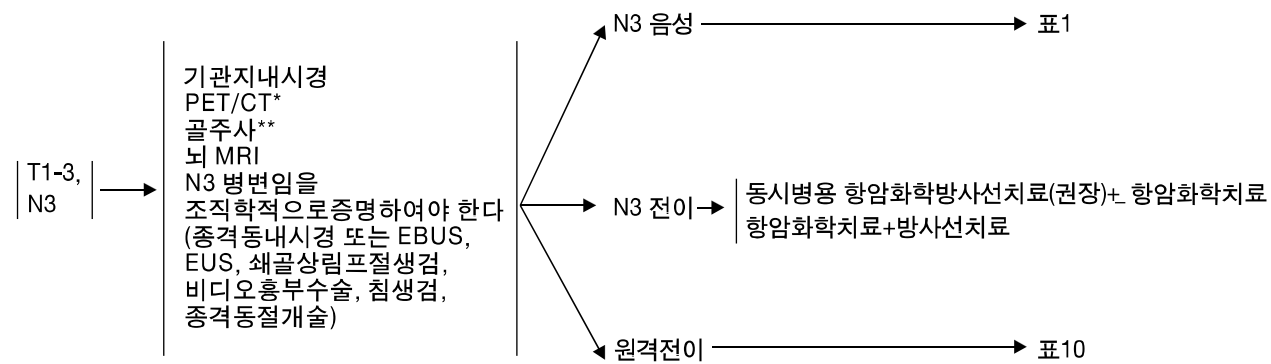 T1-3,
N3
기관지내시경
PET/CT*
골주사**
뇌 MRI
N3 병변임을
조직학적으로증명하여야 한다
(종격동내시경 또는 EBUS,
EUS, 쇄골상림프절생검,
비디오흉부수술, 침생검,
종격동절개술)
N3 음성
표1
N3 전이
동시병용 항암화학방사선치료(권장)+_ 항암화학치료
항암화학치료+방사선치료
원격전이
표10